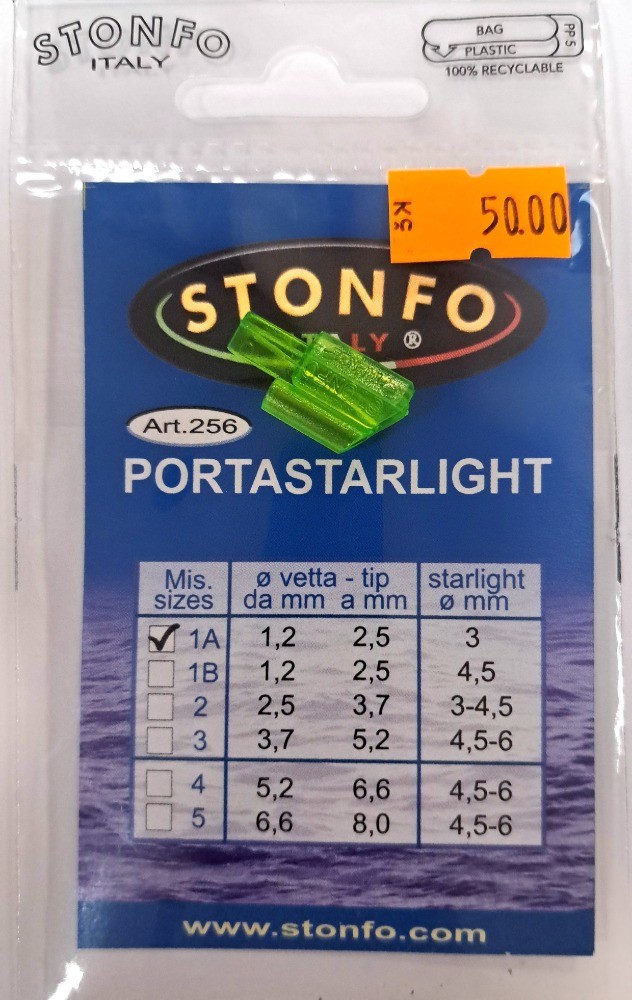 STONFO
ITALY
BAG
PLASTIC
PP5
100% RECYCLABLE
Kč 50.00
STONFO
ITALY ®
Art.256
PORTASTARLIGHT
Mis. ø vetta - tip starlight
sizes da mm a mm ø mm
1A 1,2 2,5 3
1B 1,2 2,5 4,5
2 2,5 3,7 3-4,5
3 3,7 5,2 4,5-6
4 5,2 6,6 4,5-6
5 6,6 8,0 4,5-6
www.stonfo.com